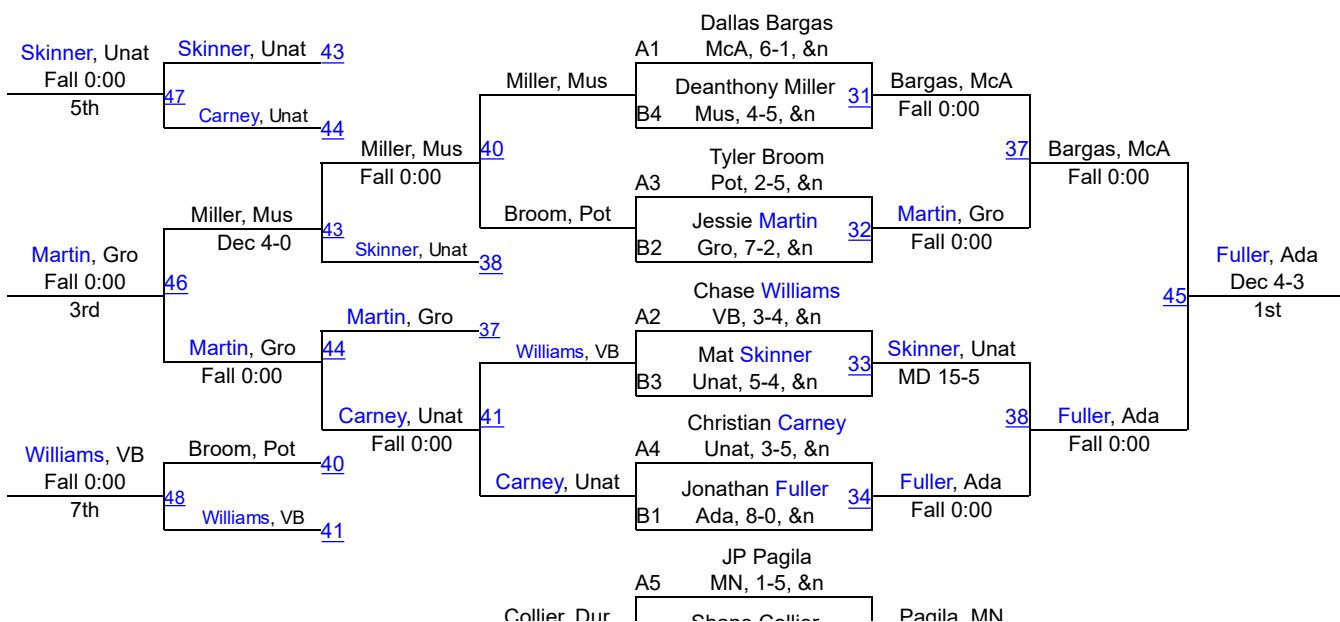 Skinner, Unat
Fall 0:00
5th
Skinner, Unat 43
47
Carney, Unat 44
Miller, Mus
Fall 0:00
Miller, Mus
Dec 4-0
43
Skinner, Unat 38
Martin, Gro
Fall 0:00
3rd
46
Martin, Gro
Fall 0:00
44
Martin, Gro 37
Carney, Unat
Fall 0:00
Williams, VB
Fall 0:00
7th
Broom, Pot 40
48
Williams, VB 41
Miller, Mus
40
Broom, Pot
Williams, VB
41
Carney, Unat
Dallas Bargas
A1 McA, 6-1, &n
Deanthony Miller 31
B4 Mus, 4-5, &n
Tyler Broom
A3 Pot, 2-5, &n
Jessie Martin 32
B2 Gro, 7-2, &n
Chase Williams
A2 VB, 3-4, &n
Mat Skinner 33
B3 Unat, 5-4, &n
Christian Carney
A4 Unat, 3-5, &n
Jonathan Fuller 34
B1 Ada, 8-0, &n
JP Pagila
A5 MN, 1-5, &n
Collier, Dur
Shane Collier
Pagila, MN
Bargas, McA
Fall 0:00
37
Martin, Gro
Fall 0:00
Skinner, Unat
MD 15-5
38
Fuller, Ada
Fall 0:00
Bargas, McA
Fall 0:00
45
Fuller, Ada
Fall 0:00
Fuller, Ada
Dec 4-3
1st